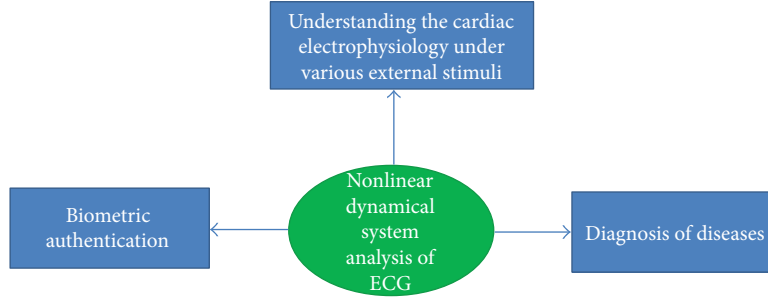 Understanding the cardiac
electrophysiology under
various external stimuli
Biometric
authentication
Nonlinear
dynamical
system
analysis of
ECG
Diagnosis of diseases